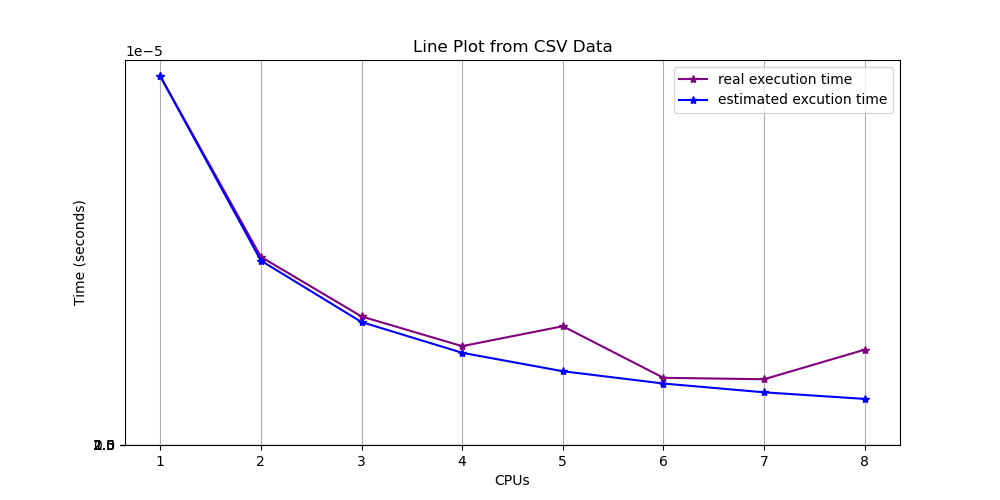 Line Plot from CSV Data
1e−5
real execution time
estimated excution time
Time (seconds)
1 2 3 4 5 6 7 8
CPUs